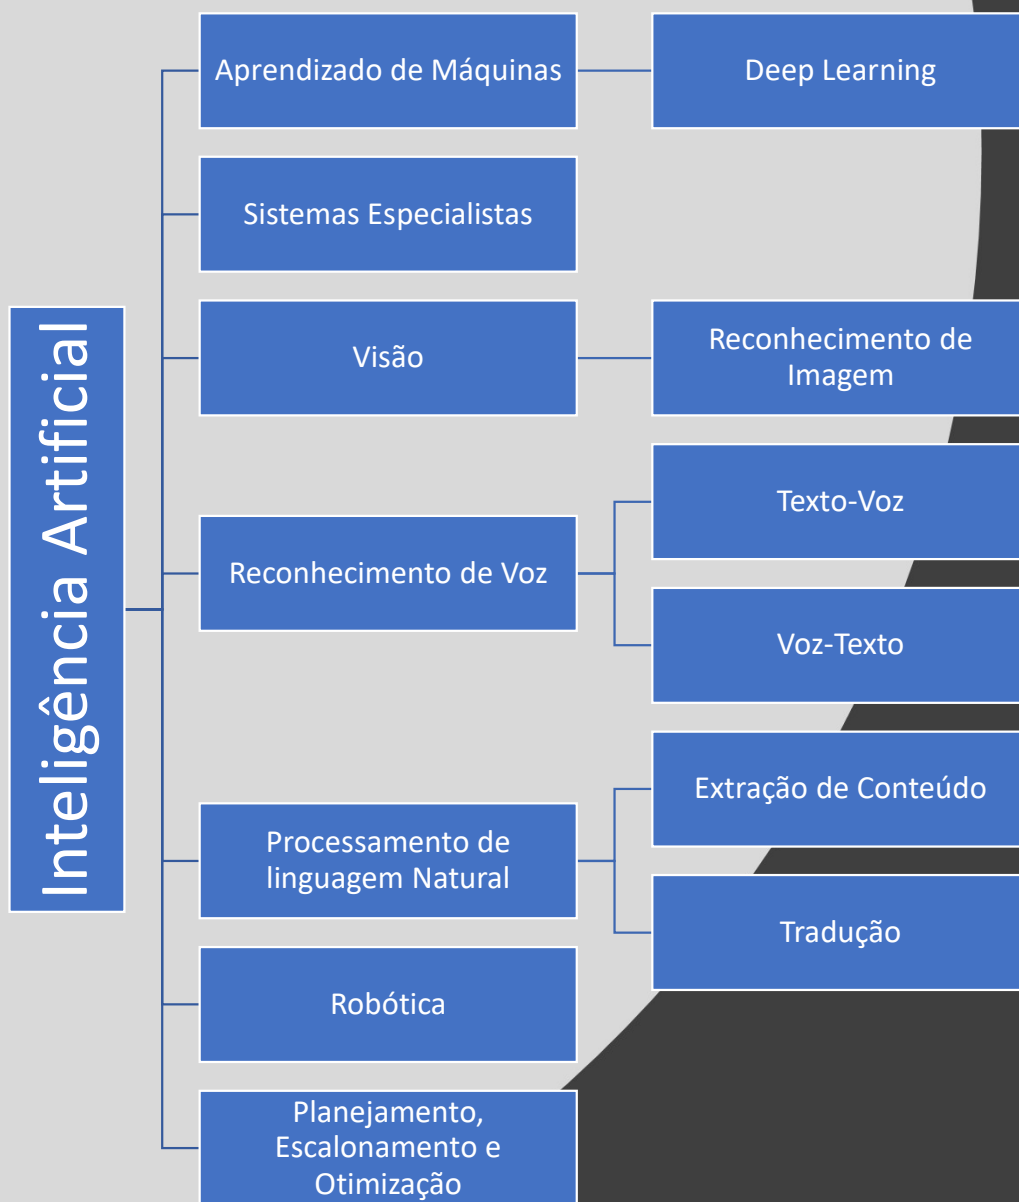 Inteligência Artificial
Aprendizado de Máquinas
Deep Learning
Sistemas Especialistas
Visão
Reconhecimento de
Imagem
Reconhecimento de Voz
Texto-Voz
Voz-Texto
Processamento de
linguagem Natural
Extração de Conteúdo
Tradução
Robótica
Planejamento,
Escalonamento e
Otimização